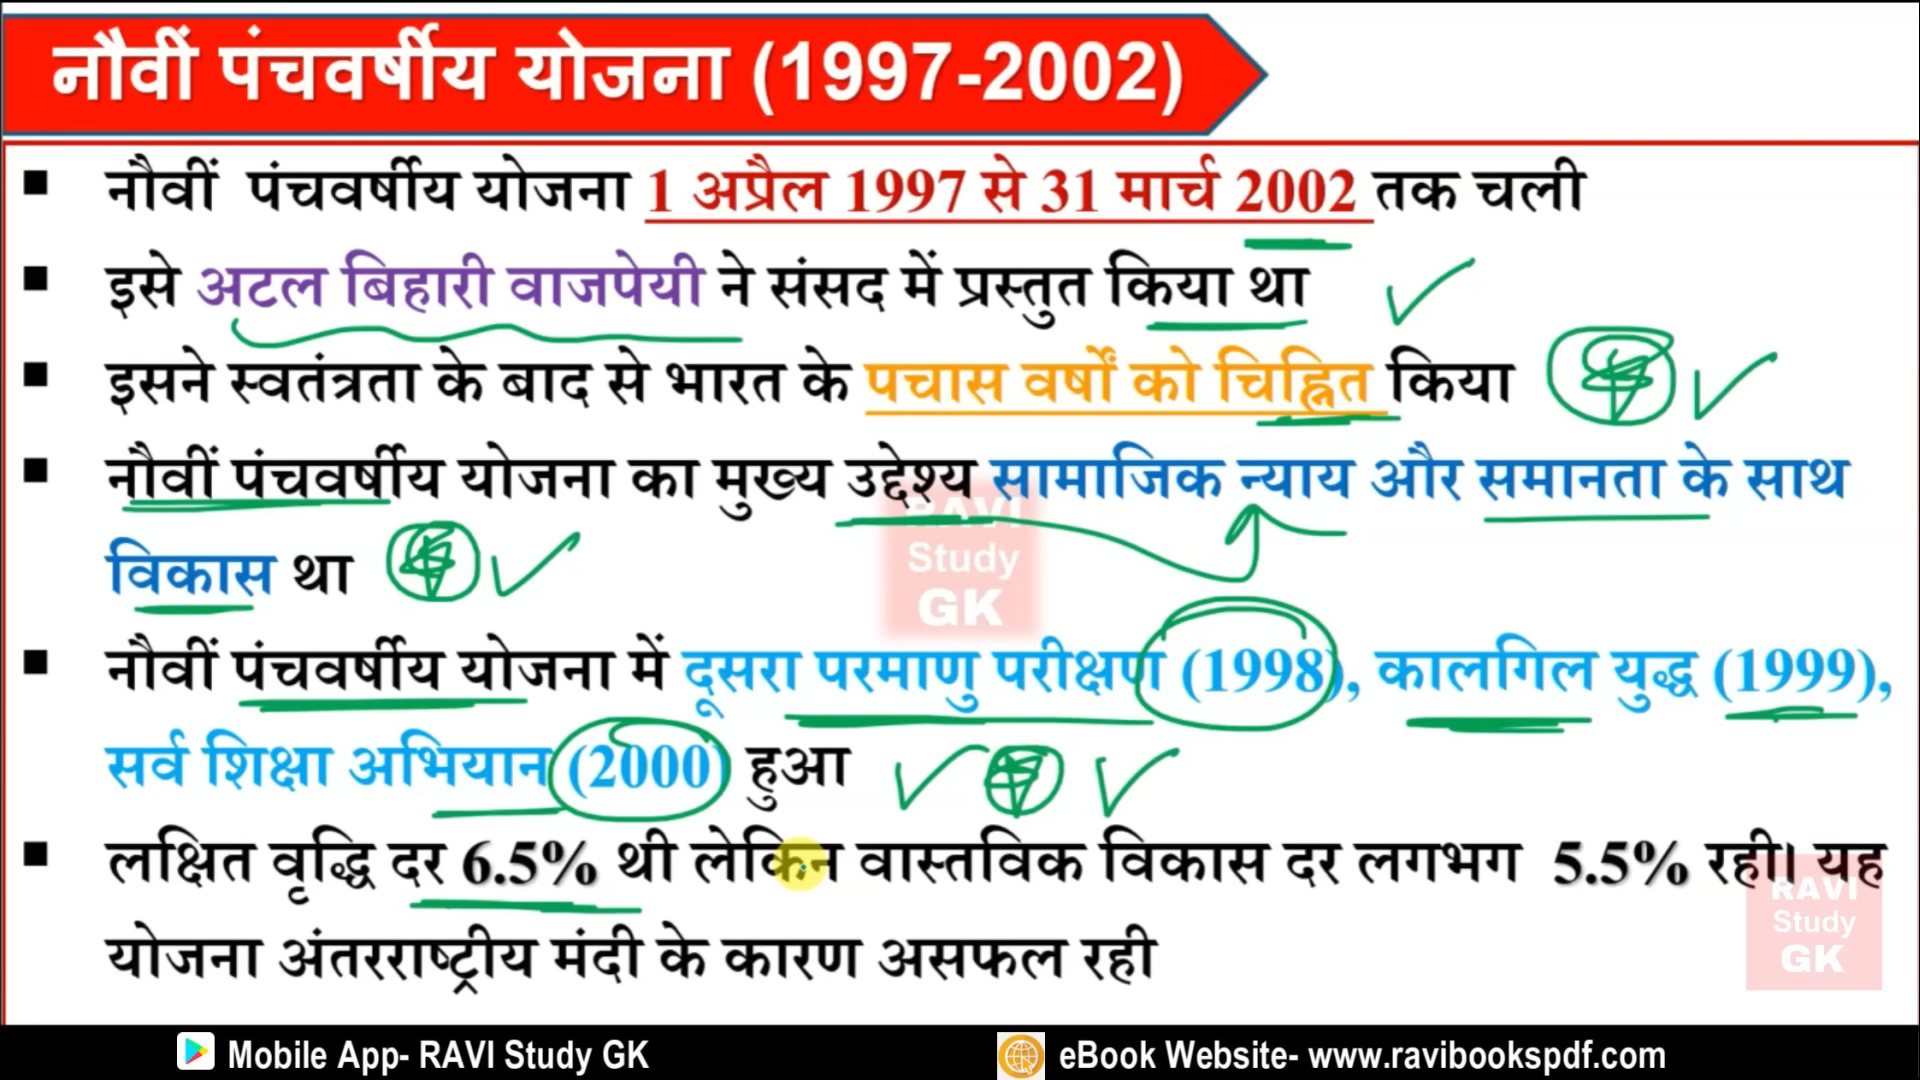 नौवीं पंचवर्षीय योजना (1997-2002)
▪ नौवीं पंचवर्षीय योजना 1 अप्रैल 1997 से 31 मार्च 2002 तक चली
▪ इसे अटल बिहारी वाजपेयी ने संसद में प्रस्तुत किया था
▪ इसने स्वतंत्रता के बाद से भारत के पचास वर्षों को चिह्नित किया
▪ नौवीं पंचवर्षीय योजना का मुख्य उद्देश्य सामाजिक न्याय और समानता के साथ
विकास था
▪ नौवीं पंचवर्षीय योजना में दूसरा परमाणु परीक्षण (1998), कालगिल युद्ध (1999),
सर्व शिक्षा अभियान (2000) हुआ
▪ लक्षित वृद्धि दर 6.5% थी लेकिन वास्तविक विकास दर लगभग 5.5% रही। यह
योजना अंतरराष्ट्रीय मंदी के कारण असफल रही
RAVI
Study
GK
RAVI
Study
GK
Mobile App- RAVI Study GK
eBook Website- www.ravibookspdf.com